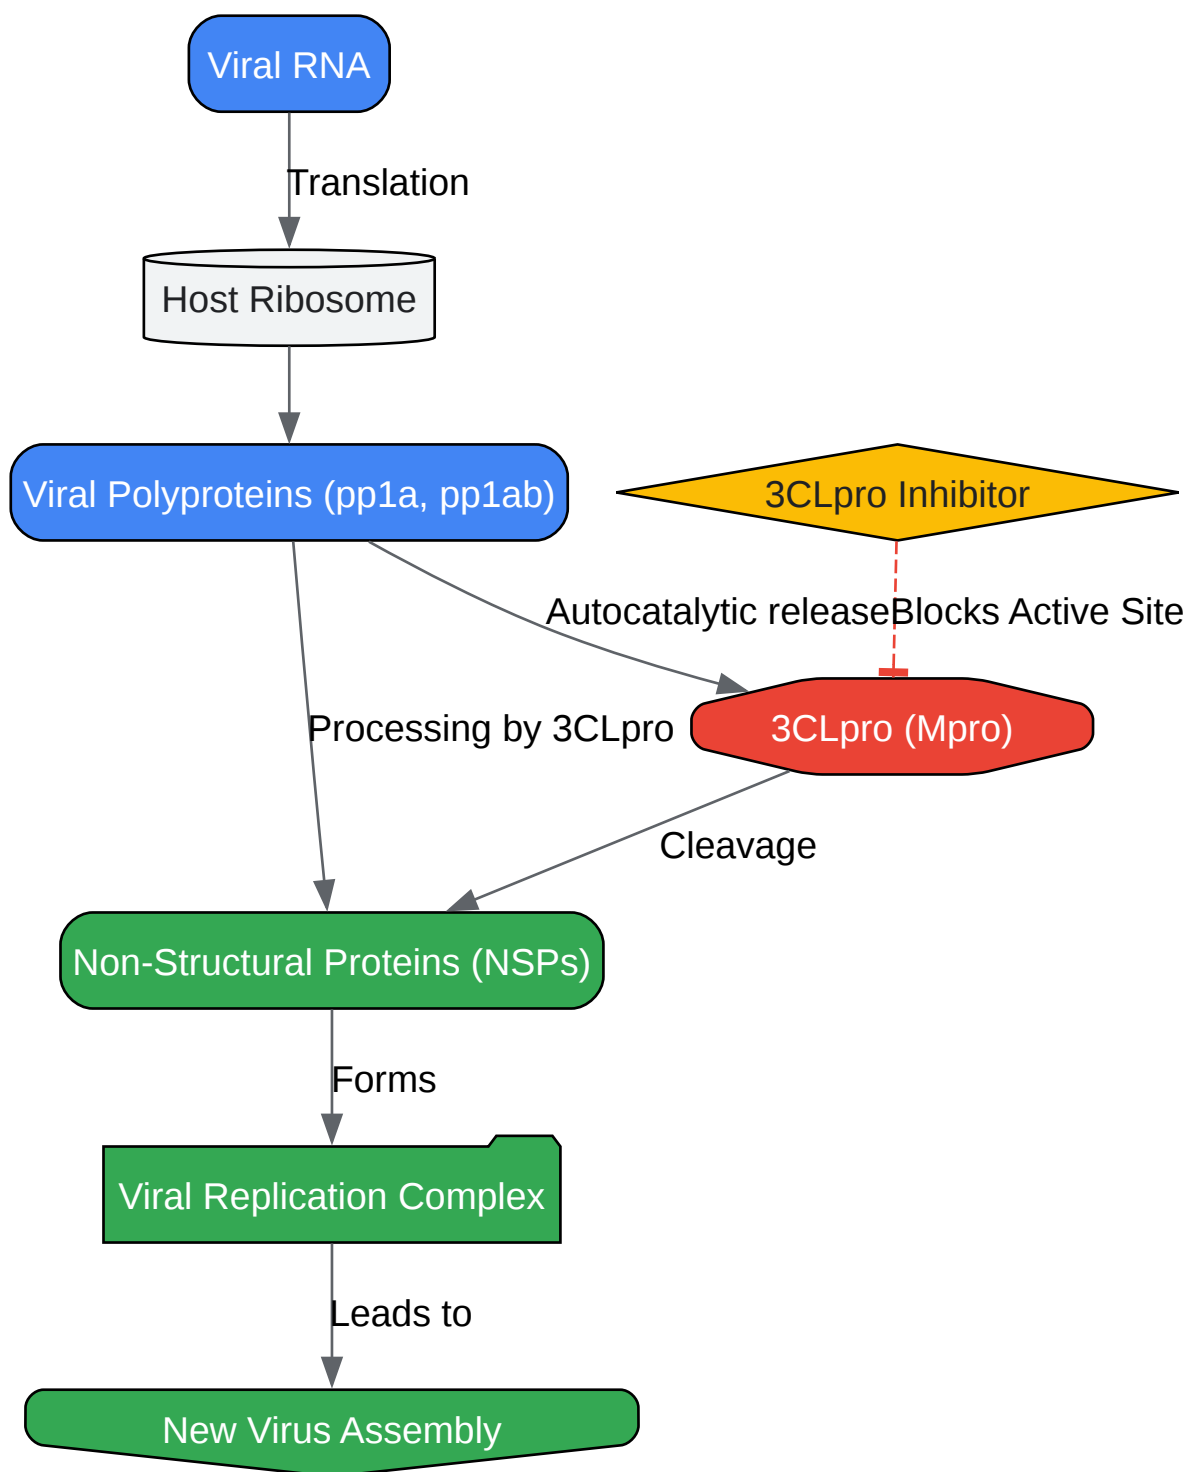 Viral RNA
Translation
Host Ribosome
Viral Polyproteins (pp1a, pp1ab)
3CLpro Inhibitor
Autocatalytic release
Blocks Active Site
Processing by 3CLpro
3CLpro (Mpro)
Cleavage
Non-Structural Proteins (NSPs)
Forms
Viral Replication Complex
Leads to
New Virus Assembly